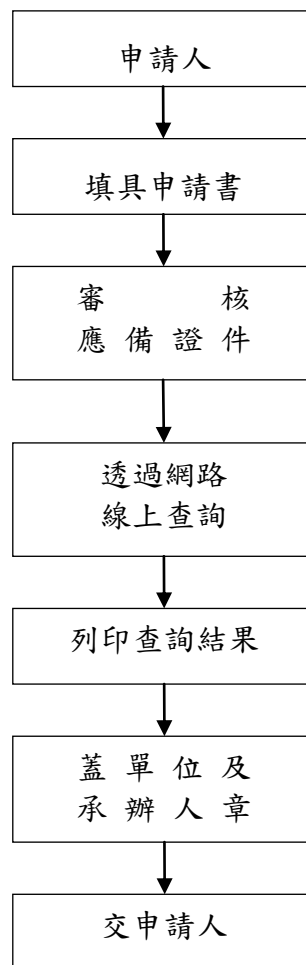 申請人
填具申請書
審核
應備證件
透過網路
線上查詢
列印查詢結果
蓋單位及
承辦人章
交申請人